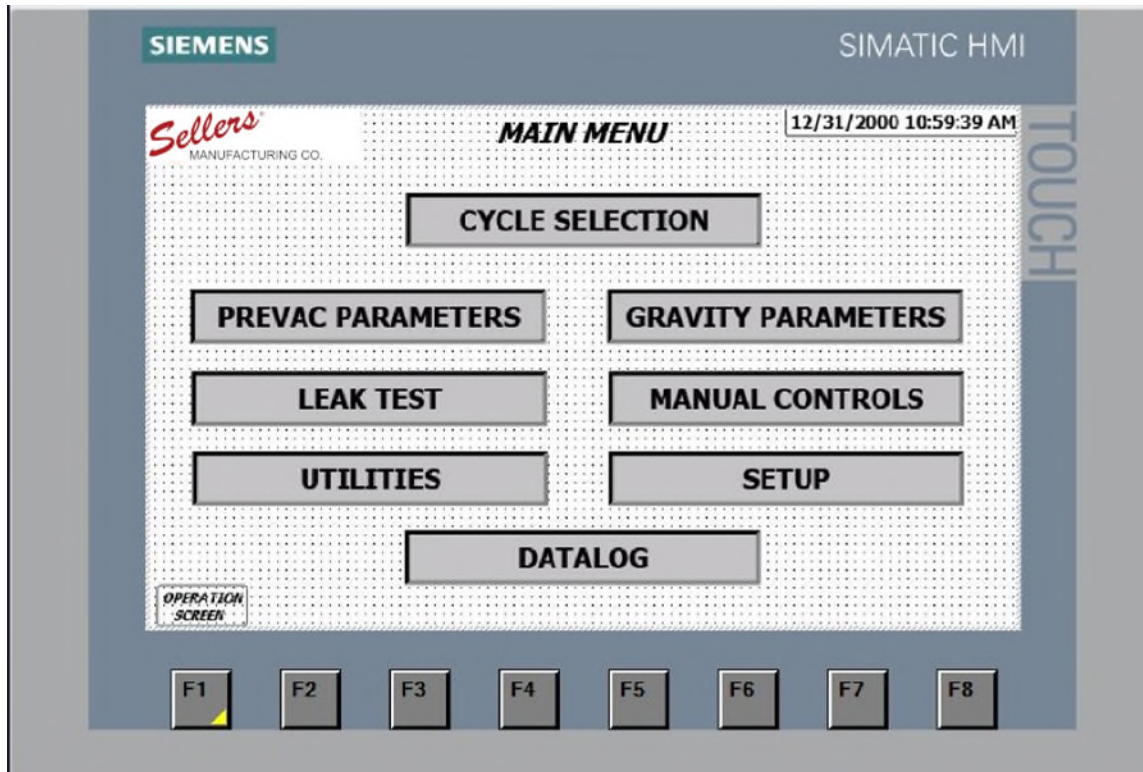 SIEMENS
SIMATIC HMI
Sellers
MANUFACTURING CO.
MAIN MENU
12/31/2000 10:59:39 AM
TOUCH
CYCLE SELECTION
PREVAC PARAMETERS
GRAVITY PARAMETERS
LEAK TEST
MANUAL CONTROLS
UTILITIES
SETUP
DATALOG
OPERATION
SCREEN
F1
F2
F3
F4
F5
F6
F7
F8